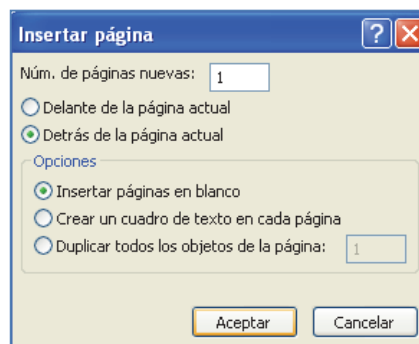 Insertar página
Núm. de páginas nuevas: 1
Delante de la página actual
Detrás de la página actual
Opciones
Insertar páginas en blanco
Crear un cuadro de texto en cada página
Duplicar todos los objetos de la página: 1
Aceptar Cancelar